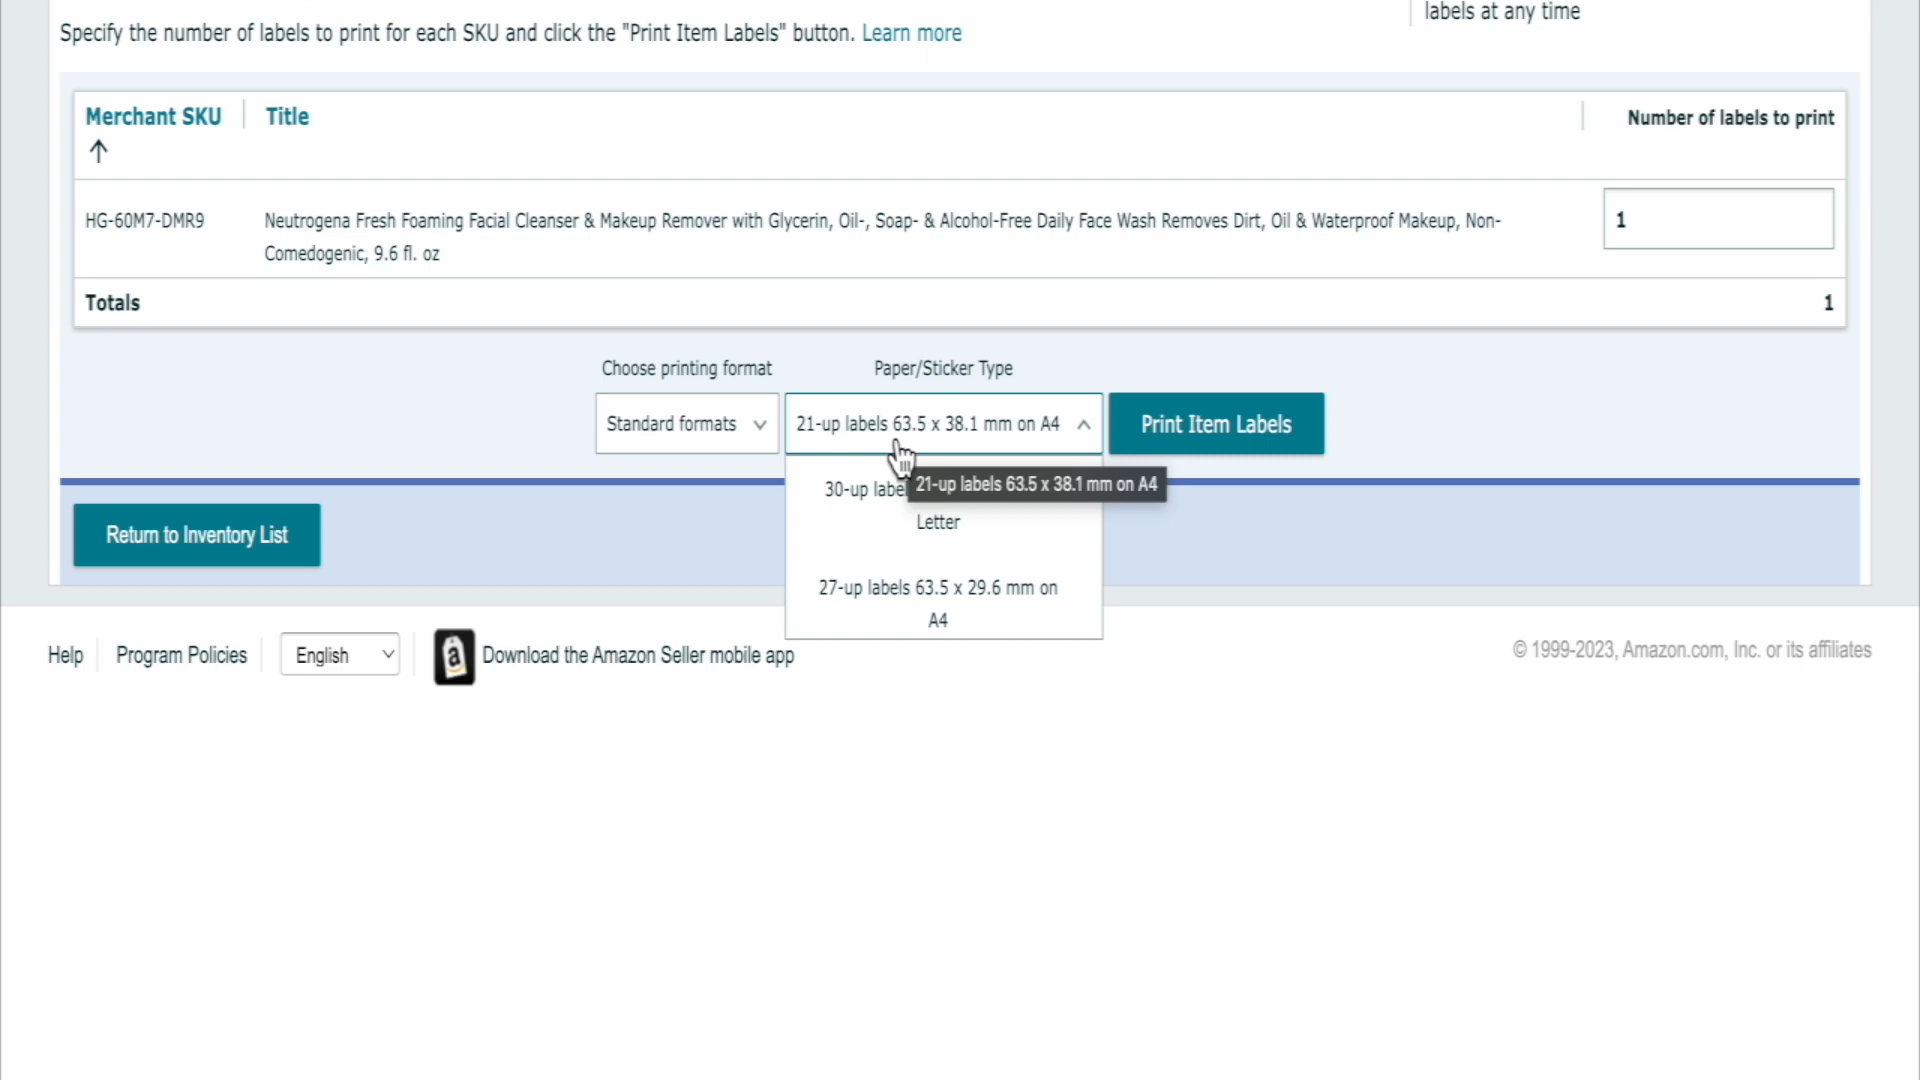 labels at any time
Specify the number of labels to print for each SKU and click the "Print Item Labels" button. Learn more
Merchant SKU
Title
Number of labels to print
HG-60M7-DMR9
Neutrogena Fresh Foaming Facial Cleanser & Makeup Remover with Glycerin, Oil-, Soap- & Alcohol-Free Daily Face Wash Removes Dirt, Oil & Waterproof Makeup, Non-
Comedogenic, 9.6 fl. oz
1
Totals
1
Choose printing format
Paper/Sticker Type
Standard formats
21-up labels 63.5 x 38.1 mm on A4
Print Item Labels
30-up label
21-up labels 63.5 x 38.1 mm on A4
Letter
Return to Inventory List
27-up labels 63.5 x 29.6 mm on
A4
Help
Program Policies
English
a
Download the Amazon Seller mobile app
© 1999-2023, Amazon.com, Inc. or its affiliates